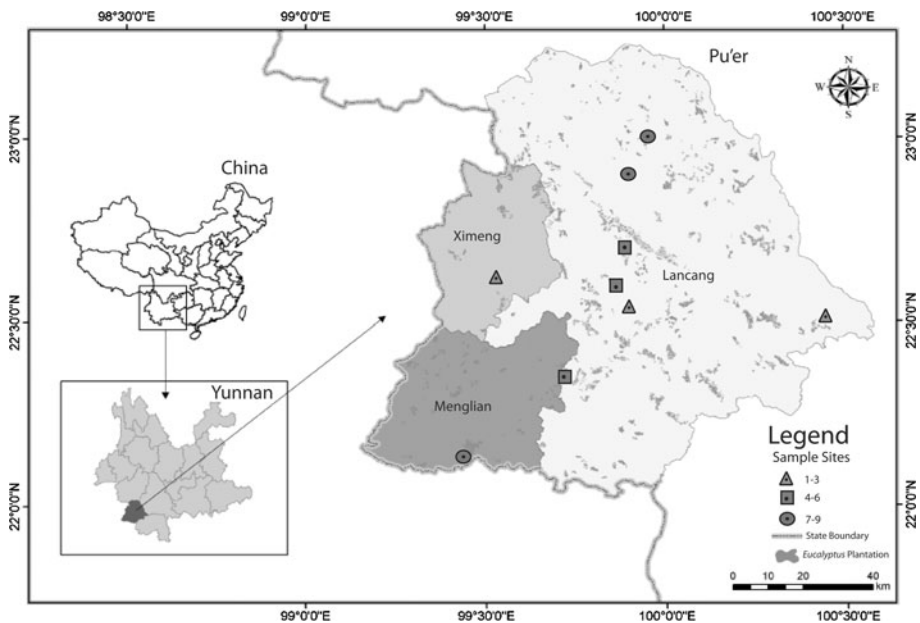 98°30'0"E 99°0'0"E 99°30'0"E 100°0'0"E 100°30'0"E
Pu'er
N
W E
S
23°0'0"N 23°0'0"N
China
Ximeng
Lancang
22°30'0"N 22°30'0"N
Yunnan
Menglian
Legend
Sample Sites
1-3
4-6
7-9
22°0'0"N 22°0'0"N
State Boundary
Eucalyptus Plantation
0 10 20 40
km
99°0'0"E 99°30'0"E 100°0'0"E 100°30'0"E